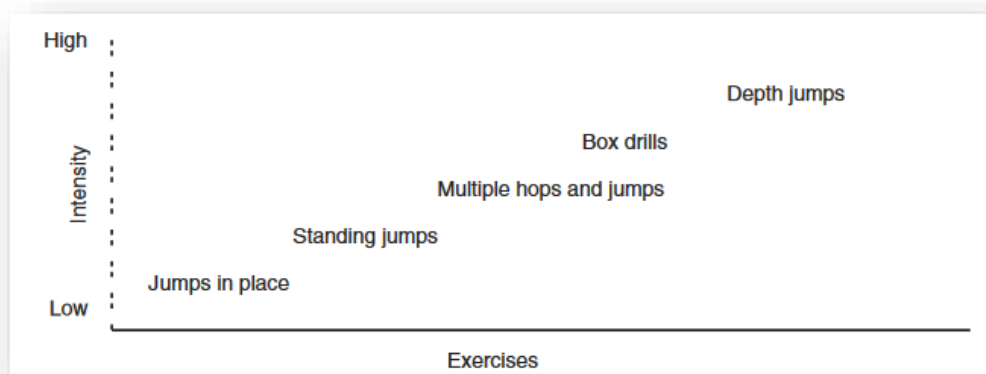 High
Depth jumps
Box drills
Intensity
Multiple hops and jumps
Standing jumps
Jumps in place
Low
Exercises